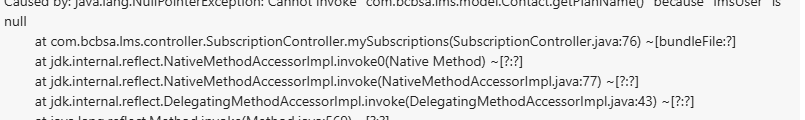 Caused by: java.lang.NullPointerException: Cannot invoke "com.bcbsa.lms.model.Contact.getPlanName()" because "lmsUser" is
null
at com.bcbsa.lms.controller.SubscriptionController.mySubscriptions(SubscriptionController.java:76) ~[bundleFile:?]
at jdk.internal.reflect.NativeMethodAccessorImpl.invoke0(Native Method) ~[?:?]
at jdk.internal.reflect.NativeMethodAccessorImpl.invoke(NativeMethodAccessorImpl.java:77) ~[?:?]
at jdk.internal.reflect.DelegatingMethodAccessorImpl.invoke(DelegatingMethodAccessorImpl.java:43) ~[?:?]
at java.lang.reflect.Method.invoke(Method.java:569) ~[?:?]